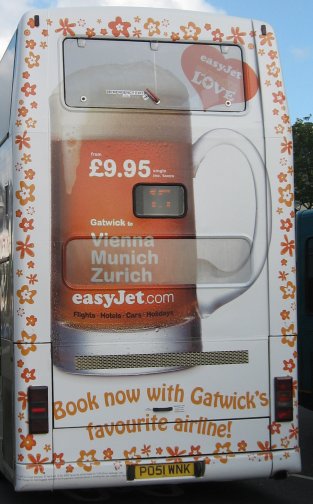 easyJet
LOVE
from
£9.95 single
inc. taxes
Gatwick to
Vienna
Munich
Zurich
easyJet.com
Flights · Hotels · Cars · Holidays
Book now with Gatwick's
favourite airline!
PO51 WNK